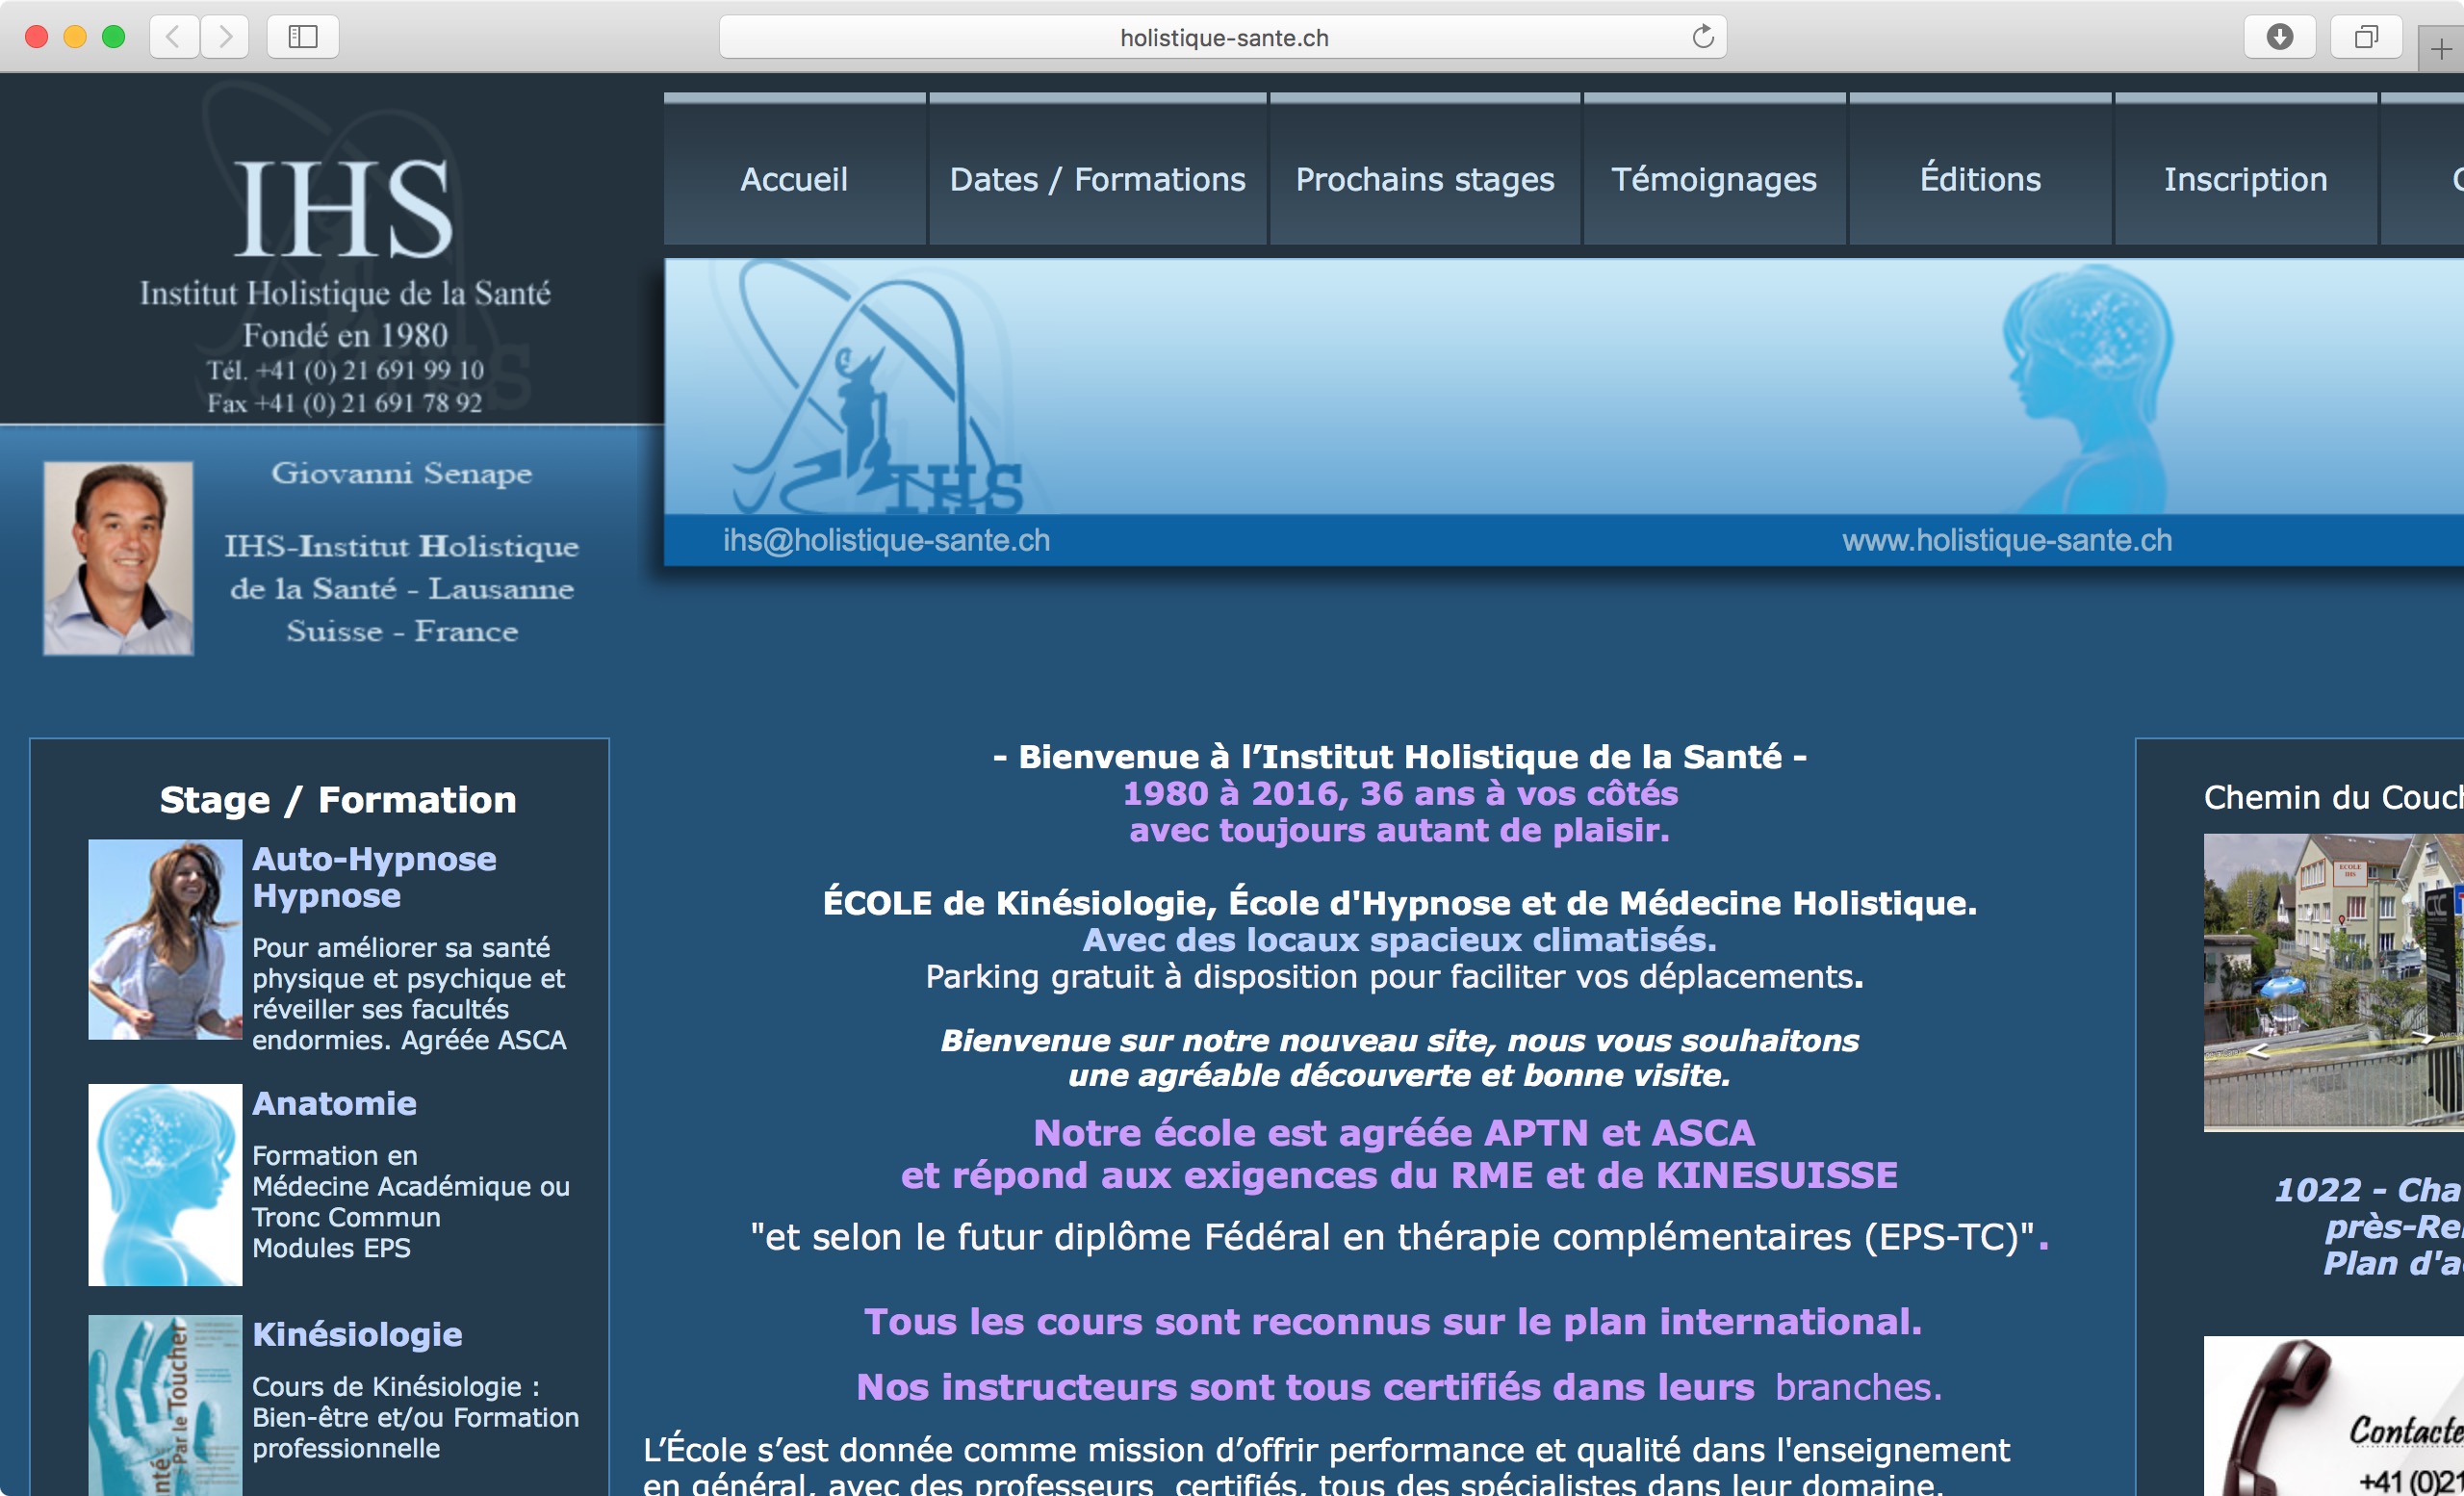 holistique-sante.ch
IHS
Institut Holistique de la Santé
Fondé en 1980
Tél. +41 (0) 21 691 99 10
Fax +41 (0) 21 691 78 92
Accueil
Dates / Formations
Prochains stages
Témoignages
Éditions
Inscription
IHS
ihs@holistique-sante.ch
www.holistique-sante.ch
Giovanni Senape
IHS-Institut Holistique
de la Santé - Lausanne
Suisse - France
Stage / Formation
Auto-Hypnose
Hypnose
Pour améliorer sa santé
physique et psychique et
réveiller ses facultés
endormies. Agréée ASCA
Anatomie
Formation en
Médecine Académique ou
Tronc Commun
Modules EPS
Par le Toucher
Kinésiologie
Cours de Kinésiologie :
Bien-être et/ou Formation
professionnelle
- Bienvenue à l’Institut Holistique de la Santé -
1980 à 2016, 36 ans à vos côtés
avec toujours autant de plaisir.
ÉCOLE de Kinésiologie, École d'Hypnose et de Médecine Holistique.
Avec des locaux spacieux climatisés.
Parking gratuit à disposition pour faciliter vos déplacements.
Bienvenue sur notre nouveau site, nous vous souhaitons
une agréable découverte et bonne visite.
Notre école est agréée APTN et ASCA
et répond aux exigences du RME et de KINESUISSE
"et selon le futur diplôme Fédéral en thérapie complémentaires (EPS-TC)".
Tous les cours sont reconnus sur le plan international.
Nos instructeurs sont tous certifiés dans leurs branches.
L’École s’est donnée comme mission d’offrir performance et qualité dans l'enseignement
en général, avec des professeurs certifiés, tous des spécialistes dans leur domaine.
Chemin du Couch
ECOLE
IHS
1022 - Cha
près-Re
Plan d'a
Contacte
+41 (0)21